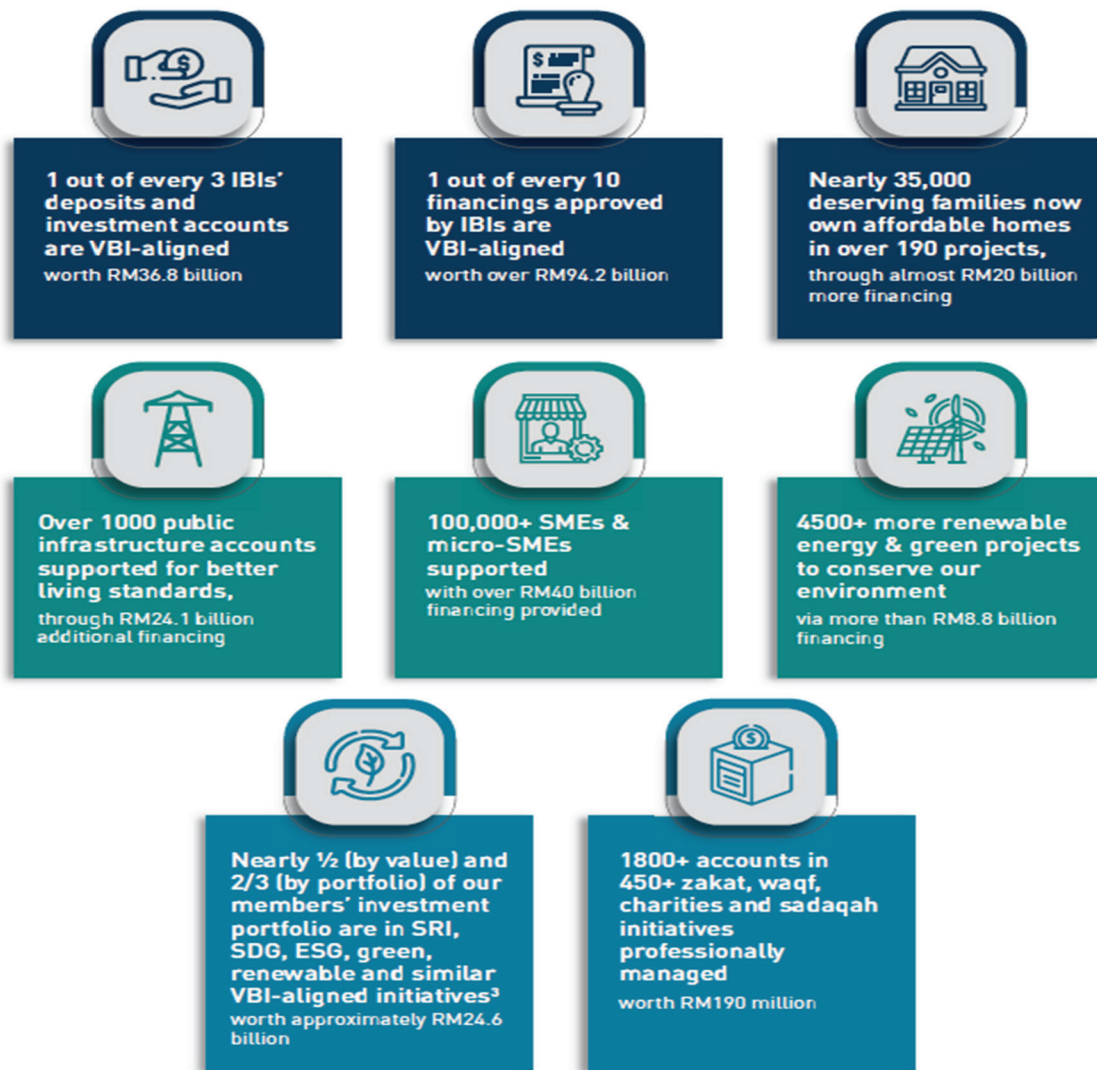 1 out of every 3 IBIs'
deposits and
investment accounts
are VBI-aligned
worth RM36.8 billion
1 out of every 10
financings approved
by IBIs are
VBI-aligned
worth over RM94.2 billion
Nearly 35,000
deserving families now
own affordable homes
in over 190 projects,
through almost RM20 billion
more financing
Over 1000 public
infrastructure accounts
supported for better
living standards,
through RM24.1 billion
additional financing
100,000+ SMEs &
micro-SMEs
supported
with over RM40 billion
financing provided
4500+ more renewable
energy & green projects
to conserve our
environment
via more than RM8.8 billion
financing
Nearly ½ (by value) and
2/3 (by portfolio) of our
members' investment
portfolio are in SRI,
SDG, ESG, green,
renewable and similar
VBI-aligned initiatives³
worth approximately RM24.6
billion
1800+ accounts in
450+ zakat, waqf,
charities and sadaqah
initiatives
professionally
managed
worth RM190 million